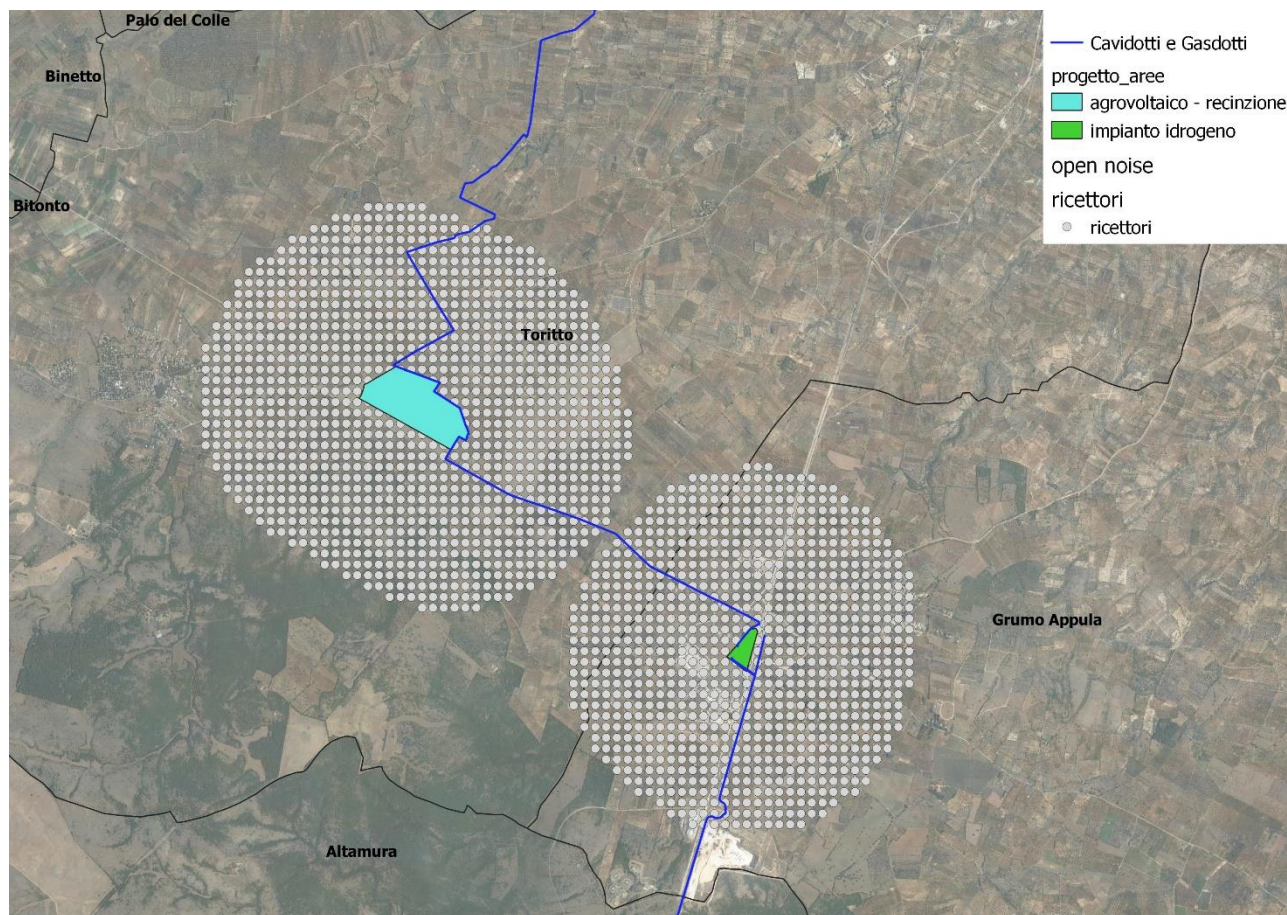 Palo del Colle
Cavidotti e Gasdotti
Binetto
progetto_aree
agrovoltaico - recinzione
impianto idrogeno
open noise
ricettori
ricettori
Bitonto
Toritto
Grumo Appula
Altamura